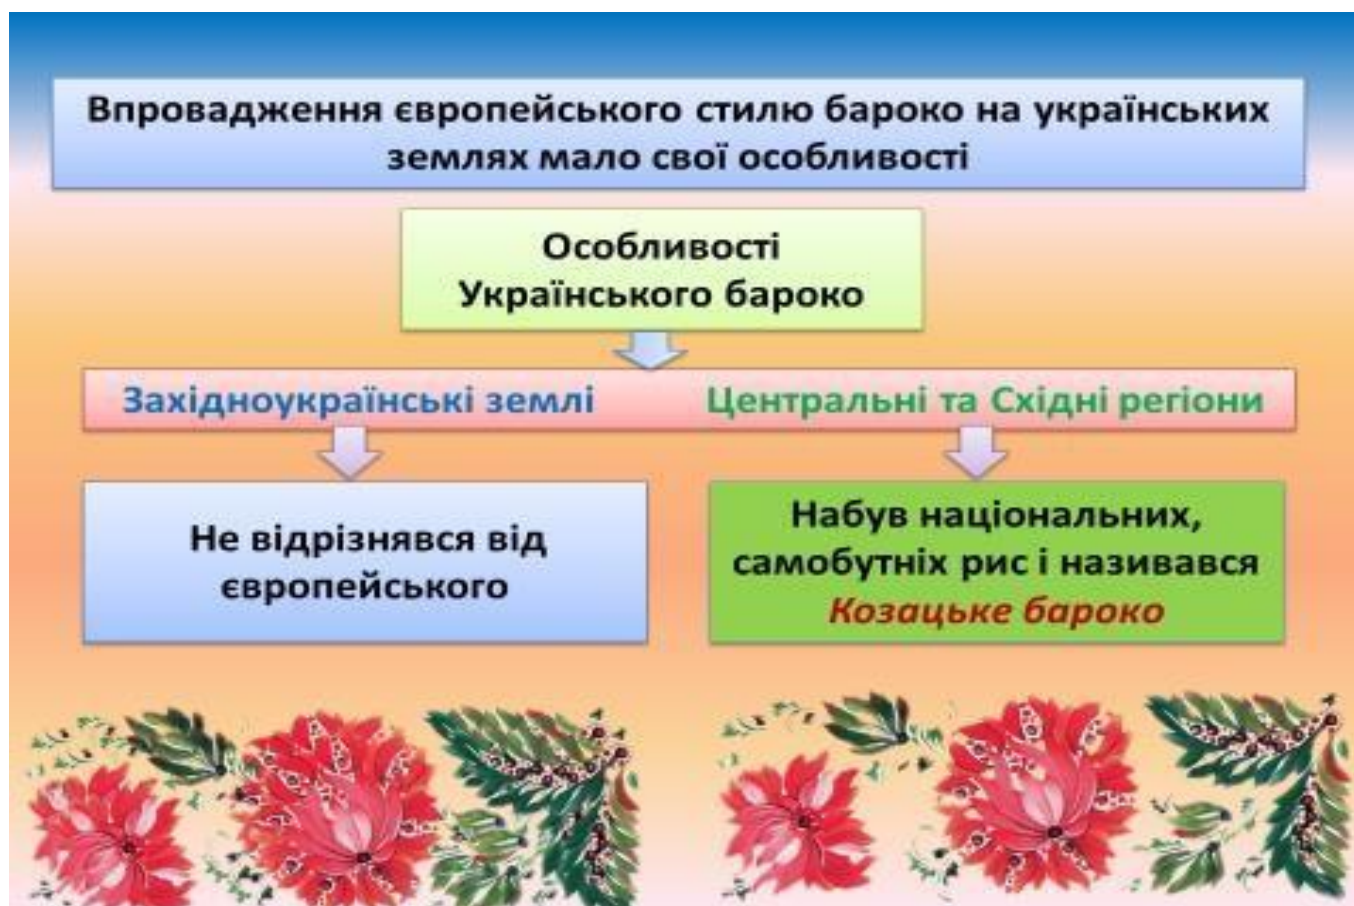 Впровадження європейського стилю бароко на українських
землях мало свої особливості
Особливості
Українського бароко
Західноукраїнські землі Центральні та Східні регіони
Не відрізнявся від
європейського
Набув національних,
самобутніх рис і називався
Козацьке бароко